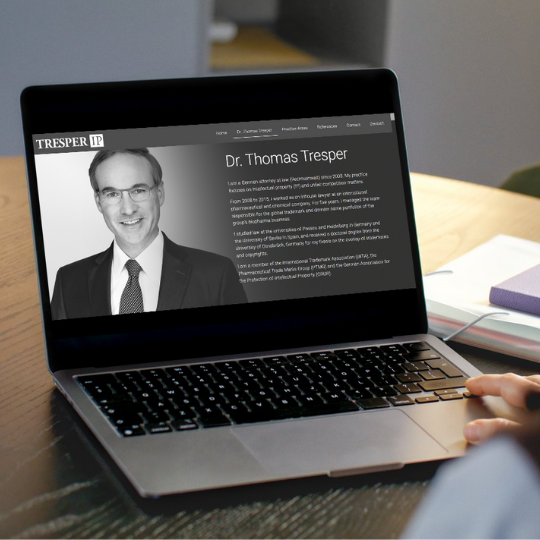 TRESPER IP
Home Dr. Thomas Tresper Practice Areas References Contact Deutsch
Dr. Thomas Tresper
I am a German attorney at law (Rechtsanwalt) since 2003. My practice
focuses on intellectual property (IP) and unfair competition matters.
From 2008 to 2015, I worked as an inhouse lawyer at an international
pharmaceutical and chemical company. For five years, I managed the team
responsible for the global trademark and domain name portfolio of the
group's healthcare business.
I studied law at the universities of Passau and Heidelberg in Germany and
the University of Seville in Spain, and received a doctoral degree from the
University of Osnabrück, Germany for my thesis on the overlap of trademarks
and copyrights.
I am a member of the International Trademark Association (INTA), the
Pharmaceutical Trade Marks Group (PTMG) and the German Association for
the Protection of Intellectual Property (GRUR).